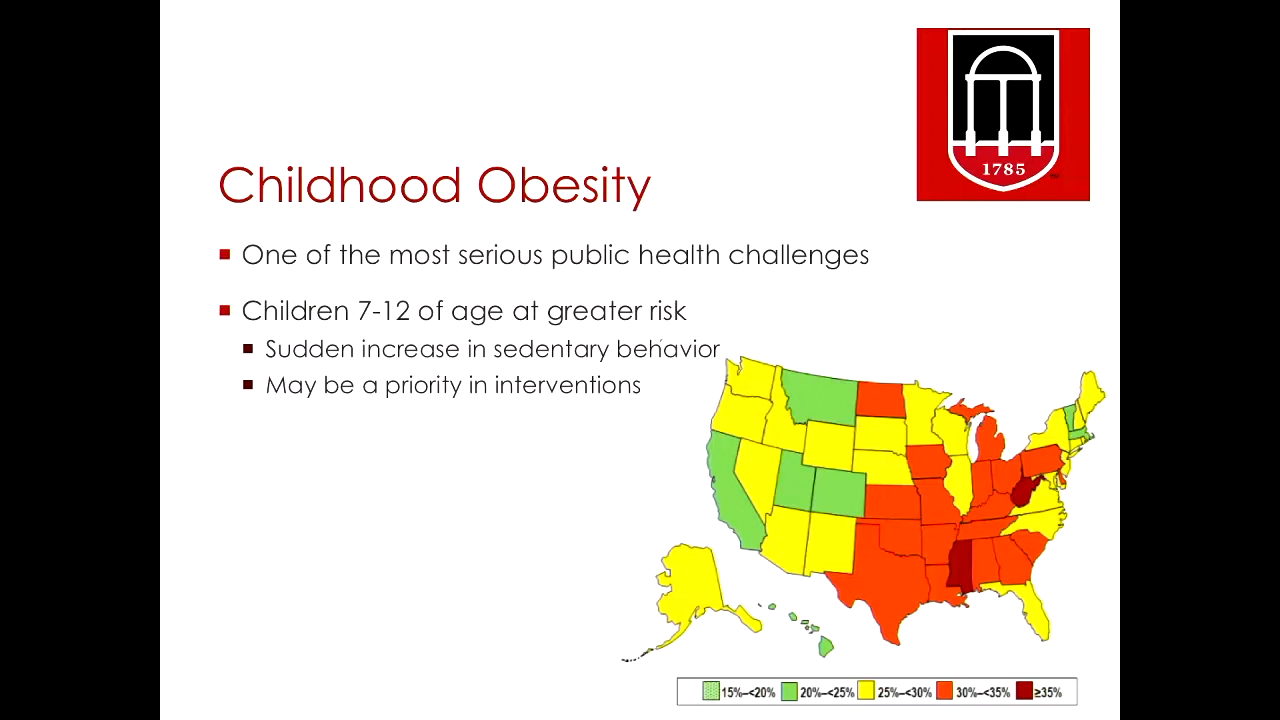 1785
Childhood Obesity
One of the most serious public health challenges
Children 7-12 of age at greater risk
Sudden increase in sedentary behavior
May be a priority in interventions
15%–<20% 20%–<25% 25%–<30% 30%–<35% ≥35%